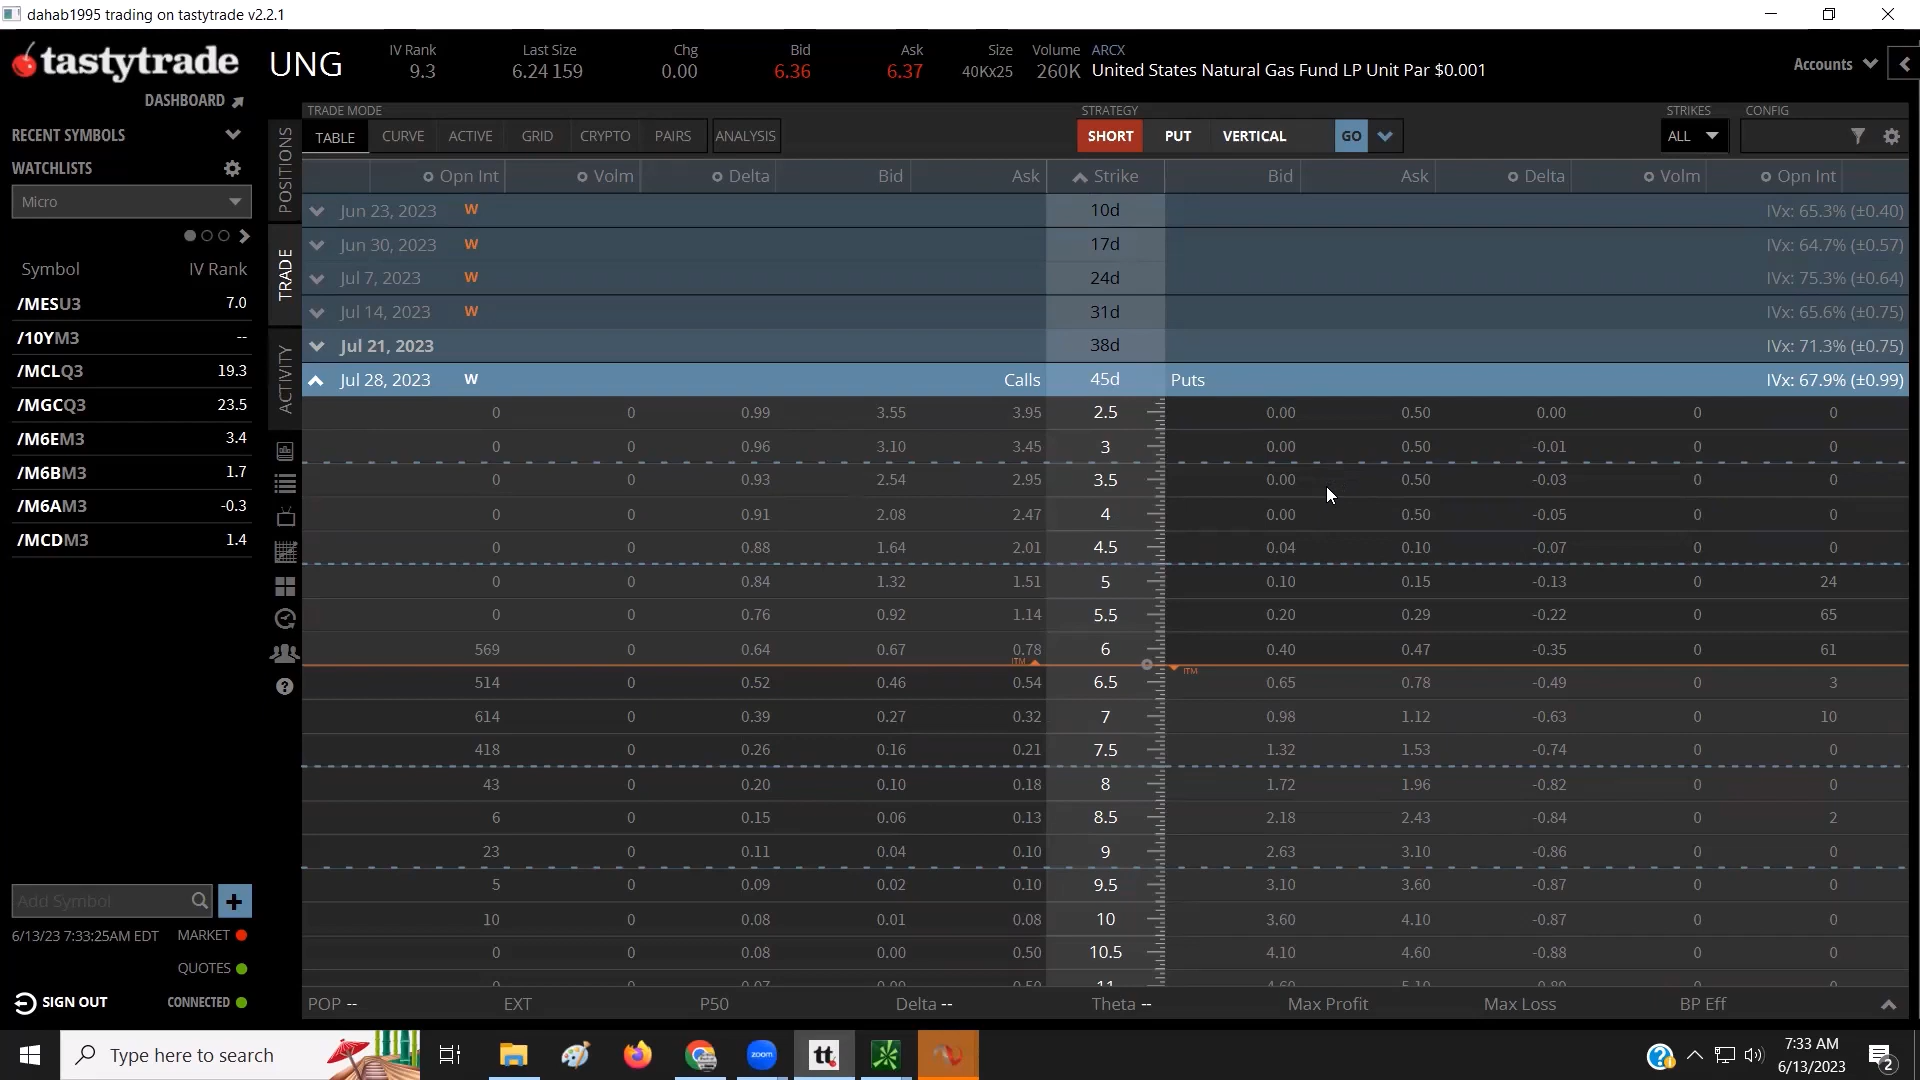 dahab1995 trading on tastytrade v2.2.1
tastytrade
DASHBOARD
UNG
IV Rank Last Size Chg Bid Ask Size Volume ARCX
9.3 6.24 159 0.00 6.36 6.37 40Kx25 260K United States Natural Gas Fund LP Unit Par $0.001
Accounts
RECENT SYMBOLS
WATCHLISTS
Micro
Symbol IV Rank
/MESU3 7.0
/10YM3 --
/MCLQ3 19.3
/MGCQ3 23.5
/M6EM3 3.4
/M6BM3 1.7
/M6AM3 -0.3
/MCDM3 1.4
Add Symbol
6/13/23 7:33:25AM EDT MARKET
QUOTES
SIGN OUT CONNECTED
POSITIONS
TRADE
ACTIVITY
TRADE MODE STRATEGY STRIKES CONFIG
TABLE CURVE ACTIVE GRID CRYPTO PAIRS ANALYSIS SHORT PUT VERTICAL GO ALL
Opn Int Volm Delta Bid Ask Strike Bid Ask Delta Volm Opn Int
Jun 23, 2023 W 10d IVx: 65.3% (±0.40)
Jun 30, 2023 W 17d IVx: 64.7% (±0.57)
Jul 7, 2023 W 24d IVx: 75.3% (±0.64)
Jul 14, 2023 W 31d IVx: 65.6% (±0.75)
Jul 21, 2023 38d IVx: 71.3% (±0.75)
Jul 28, 2023 W Calls 45d Puts IVx: 67.9% (±0.99)
0 0 0.99 3.55 3.95 2.5 0.00 0.50 0.00 0 0
0 0 0.96 3.10 3.45 3 0.00 0.50 -0.01 0 0
0 0 0.93 2.54 2.95 3.5 0.00 0.50 -0.03 0 0
0 0 0.91 2.08 2.47 4 0.00 0.50 -0.05 0 0
0 0 0.88 1.64 2.01 4.5 0.04 0.10 -0.07 0 0
0 0 0.84 1.32 1.51 5 0.10 0.15 -0.13 0 24
0 0 0.76 0.92 1.14 5.5 0.20 0.29 -0.22 0 65
569 0 0.64 0.67 0.78 6 0.40 0.47 -0.35 0 61
ITM ITM
514 0 0.52 0.46 0.54 6.5 0.65 0.78 -0.49 0 3
614 0 0.39 0.27 0.32 7 0.98 1.12 -0.63 0 10
418 0 0.26 0.16 0.21 7.5 1.32 1.53 -0.74 0 0
43 0 0.20 0.10 0.18 8 1.72 1.96 -0.82 0 0
6 0 0.15 0.06 0.13 8.5 2.18 2.43 -0.84 0 2
23 0 0.11 0.04 0.10 9 2.63 3.10 -0.86 0 0
5 0 0.09 0.02 0.10 9.5 3.10 3.60 -0.87 0 0
10 0 0.08 0.01 0.08 10 3.60 4.10 -0.87 0 0
0 0 0.08 0.00 0.50 10.5 4.10 4.60 -0.88 0 0
POP -- EXT P50 Delta -- Theta -- Max Profit Max Loss BP Eff
Type here to search
zoom
tt
7:33 AM
6/13/2023
2